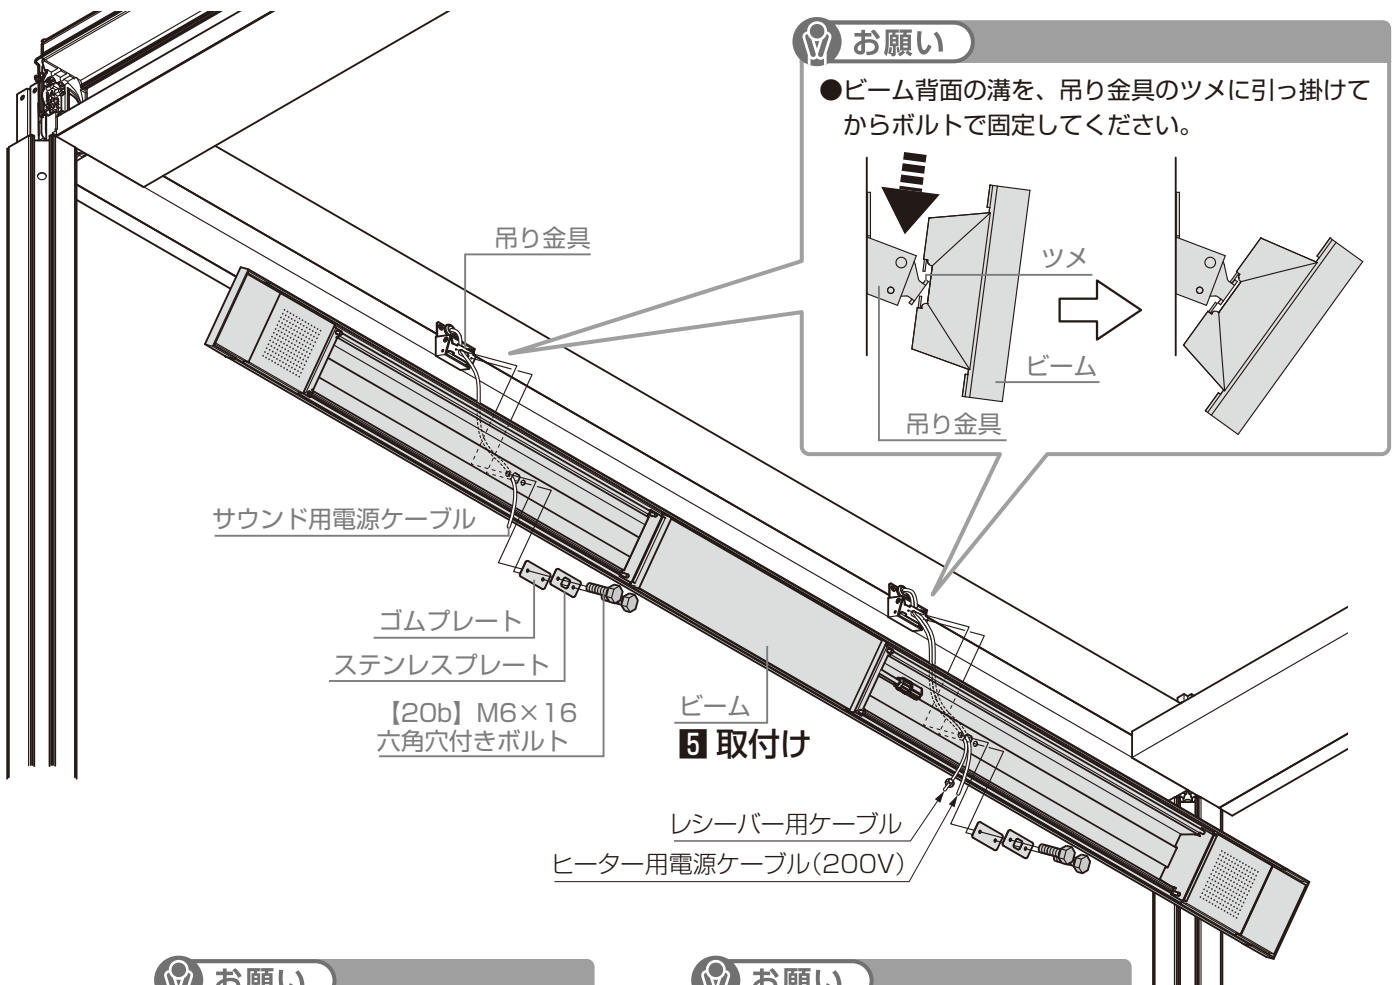 お願い
●ビーム背面の溝を、吊り金具のツメに引っ掛けて
からボルトで固定してください。
ツメ
ビーム
吊り金具
吊り金具
サウンド用電源ケーブル
ゴムプレート
ステンレスプレート
【20b】M6×16
六角穴付きボルト
ビーム
5 取付け
レシーバー用ケーブル
ヒーター用電源ケーブル(200V)
お願い
お願い